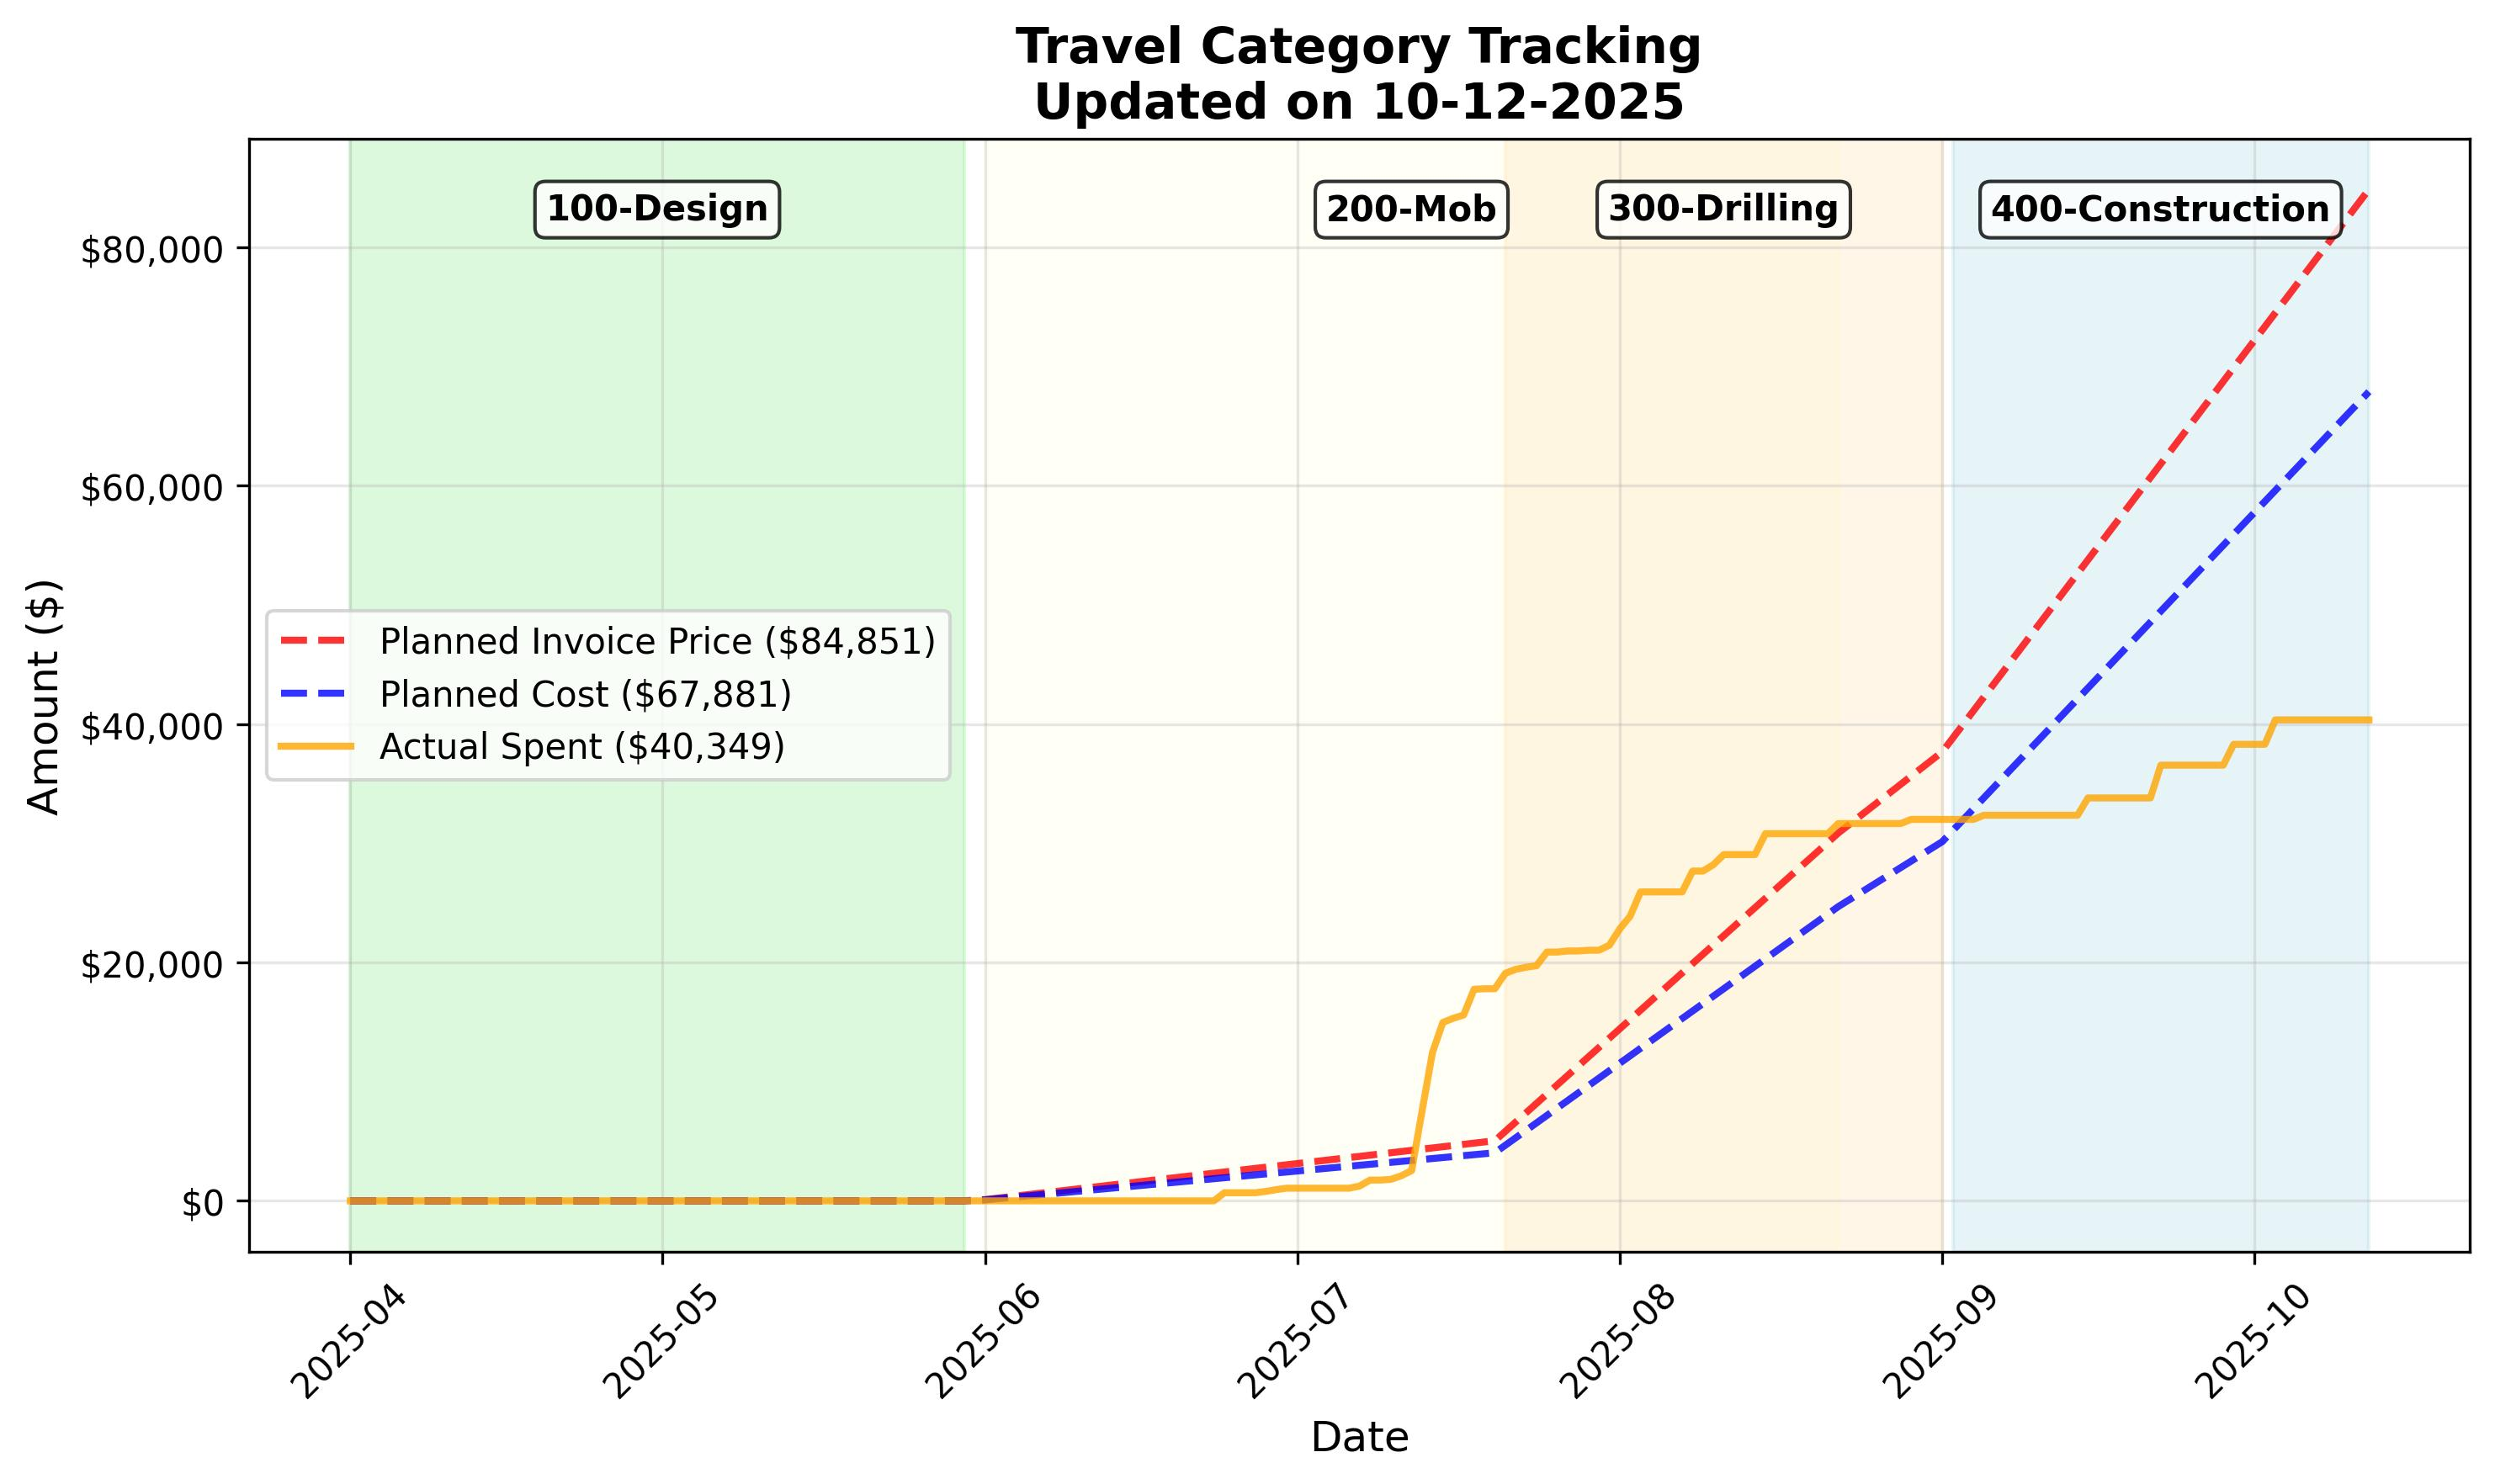 Travel Category Tracking
Updated on 10-12-2025
100-Design
200-Mob
300-Drilling
400-Construction
$80,000
$60,000
$40,000
$20,000
$0
Amount ($)
Planned Invoice Price ($84,851)
Planned Cost ($67,881)
Actual Spent ($40,349)
2025-04
2025-05
2025-06
2025-07
2025-08
2025-09
2025-10
Date